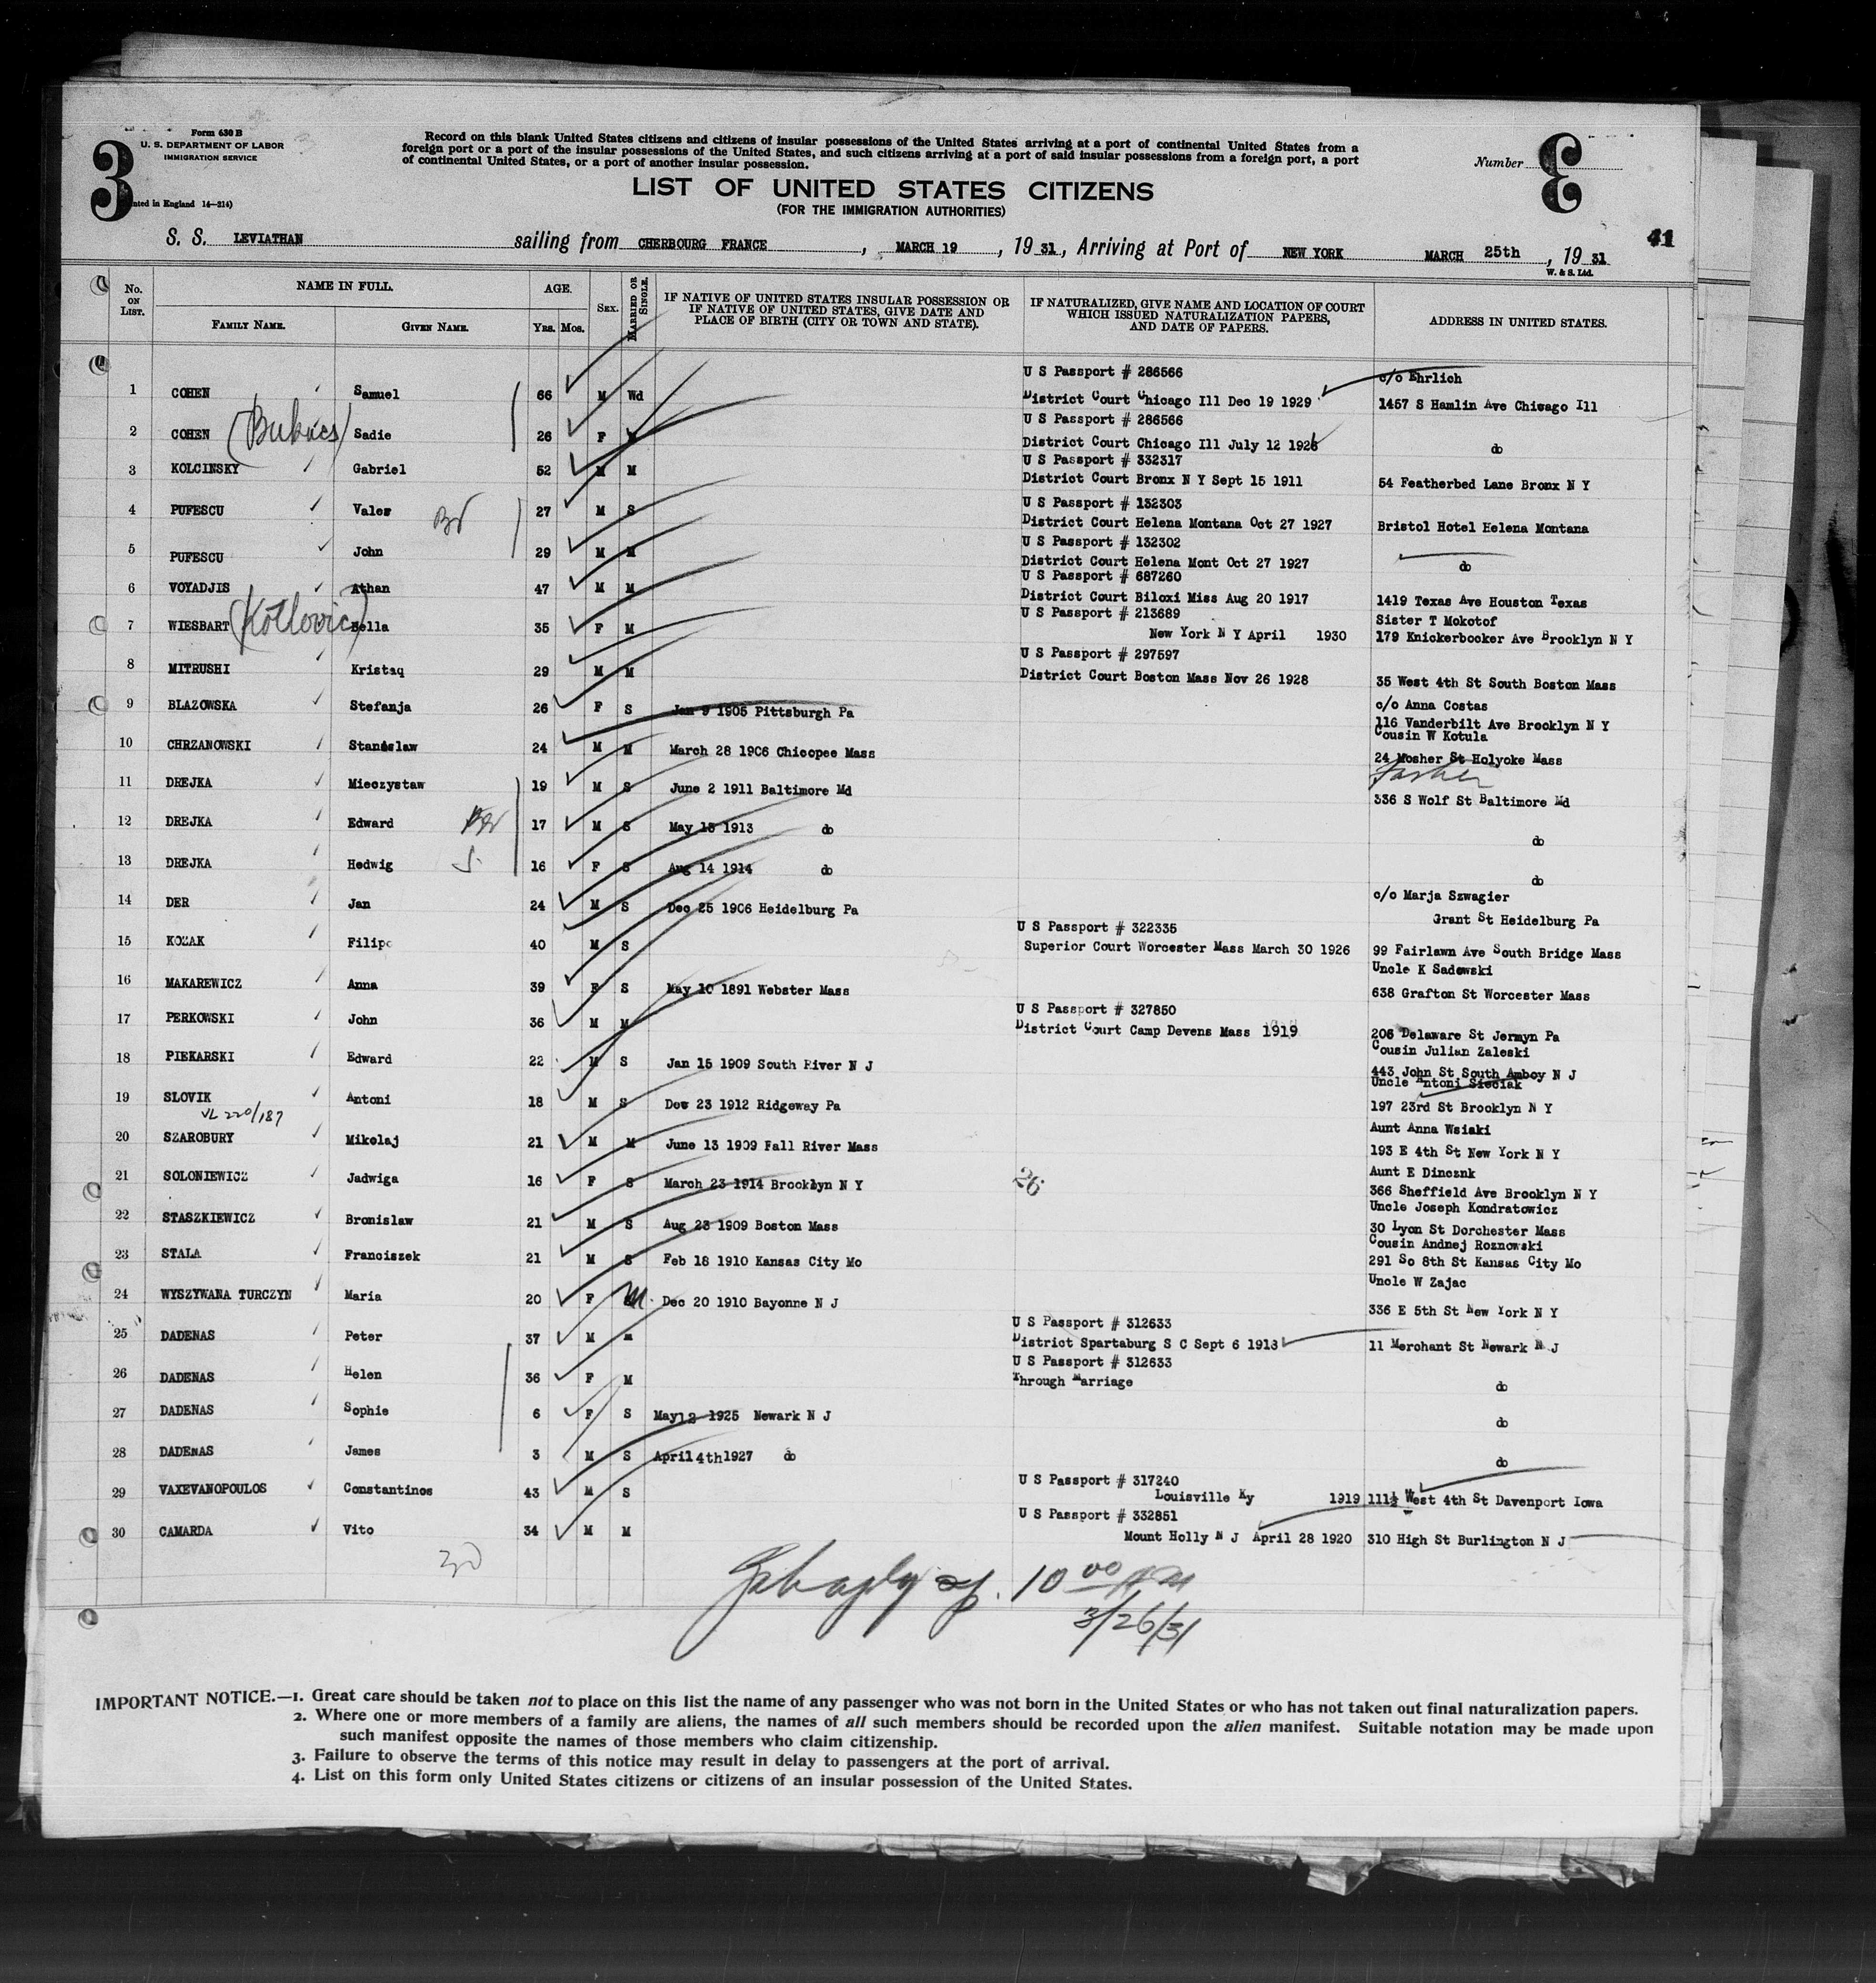 3
Form 630 B
U. S. DEPARTMENT OF LABOR
IMMIGRATION SERVICE
nted in England 14—214)
Record on this blank United States citizens and citizens of insular possessions of the United States arriving at a port of continental United States from a
foreign port or a port of the insular possessions of the United States, and such citizens arriving at a port of said insular possessions from a foreign port, a port
of continental United States, or a port of another insular possession.
Number
3
LIST OF UNITED STATES CITIZENS
(FOR THE IMMIGRATION AUTHORITIES)
S. S. LEVIATHAN sailing from CHERBOURG FRANCE, MARCH 19, 19 31, Arriving at Port of NEW YORK MARCH 25th, 19 31
41
W. & S. Ltd.
No. ON LIST.
NAME IN FULL.
FAMILY NAME. GIVEN NAME.
AGE.
Yrs. Mos.
SEX.
MARRIED OR SINGLE.
IF NATIVE OF UNITED STATES INSULAR POSSESSION OR
IF NATIVE OF UNITED STATES, GIVE DATE AND
PLACE OF BIRTH (CITY OR TOWN AND STATE).
IF NATURALIZED, GIVE NAME AND LOCATION OF COURT
WHICH ISSUED NATURALIZATION PAPERS,
AND DATE OF PAPERS.
ADDRESS IN UNITED STATES.
U S Passport # 286566 c/o Ehrlich
1 COHEN Samuel 66 M Wd District Court Chicago Ill Dec 19 1929 1457 S Hamlin Ave Chicago Ill
U S Passport # 286566
2 COHEN Sadie 26 F District Court Chicago Ill July 12 1926 do
U S Passport # 332317
3 KOLCINSKY Gabriel 52 M M District Court Bronx N Y Sept 15 1911 54 Featherbed Lane Bronx N Y
U S Passport # 132303
4 PUFESCU Valer 27 M S District Court Helena Montana Oct 27 1927 Bristol Hotel Helena Montana
U S Passport # 132302
5 PUFESCU John 29 M M District Court Helena Mont Oct 27 1927 do
U S Passport # 687260
6 VOYADJIS Athan 47 M M District Court Biloxi Miss Aug 20 1917 1419 Texas Ave Houston Texas
U S Passport # 213689 Sister T Mokotof
7 WIESBART (Kotlovic) Bella 35 F M New York N Y April 1930 179 Knickerbocker Ave Brooklyn N Y
U S Passport # 297597
8 MITRUSHI Kristaq 29 M M District Court Boston Mass Nov 26 1928 35 West 4th St South Boston Mass
c/o Anna Costas
9 BLAZOWSKA Stefanja 26 F S Jan 9 1905 Pittsburgh Pa 116 Vanderbilt Ave Brooklyn N Y
Cousin W Kotula
10 CHRZANOWSKI Stanislaw 24 M M March 28 1906 Chicopee Mass 24 Mosher St Holyoke Mass
Father
11 DREJKA Mieczystaw 19 M S June 2 1911 Baltimore Md 336 S Wolf St Baltimore Md
12 DREJKA Edward 17 M S May 15 1913 do do
13 DREJKA Hedwig 16 F S Aug 14 1914 do do
c/o Marja Szwagier
14 DER Jan 24 M S Dec 25 1906 Heidelburg Pa Grant St Heidelburg Pa
U S Passport # 322335
15 KOZAK Filipc 40 M S Superior Court Worcester Mass March 30 1926 99 Fairlawn Ave South Bridge Mass
Uncle K Sadowski
16 MAKAREWICZ Anna 39 F S May 10 1891 Webster Mass 638 Grafton St Worcester Mass
U S Passport # 327850
17 PERKOWSKI John 36 M M District Court Camp Devens Mass 1919 206 Delaware St Jermyn Pa
Cousin Julian Zaleski
18 PIEKARSKI Edward 22 M S Jan 15 1909 South River N J 443 John St South Amboy N J
Uncle Antoni Sieciak
19 SLOVIK Antoni 18 M S Dec 23 1912 Ridgeway Pa 197 23rd St Brooklyn N Y
VL 220/187
Aunt Anna Wsiaki
20 SZAROBURY Mikolaj 21 M M June 13 1909 Fall River Mass 193 E 4th St New York N Y
Aunt E Dincznk
21 SOLONIEWICZ Jadwiga 16 F S March 23 1914 Brooklyn N Y 26 366 Sheffield Ave Brooklyn N Y
Uncle Joseph Kondratowicz
22 STASZKIEWICZ Bronislaw 21 M S Aug 23 1909 Boston Mass 30 Lyon St Dorchester Mass
Cousin Andnej Roznowski
23 STALA Franciszek 21 M S Feb 18 1910 Kansas City Mo 291 So 8th St Kansas City Mo
Uncle W Zajac
24 WYSZYWANA TURCZYN Maria 20 F M. Dec 20 1910 Bayonne N J 336 E 5th St New York N Y
U S Passport # 312633
25 DADENAS Peter 37 M M District Spartaburg S C Sept 6 1918 11 Merchant St Newark N J
U S Passport # 312633
26 DADENAS Helen 36 F M Through Marriage do
27 DADENAS Sophie 6 F S May12 1925 Newark N J do
28 DADENAS James 3 M S April4th1927 do do
U S Passport # 317240
29 VAXEVANOPOULOS Constantinos 43 M S Louisville Ky 1919 111½ West 4th St Davenport Iowa
U S Passport # 332851
30 CAMARDA Vito 34 M M Mount Holly N J April 28 1920 310 High St Burlington N J
30
10 00 AM
3/26/31
IMPORTANT NOTICE.—1. Great care should be taken not to place on this list the name of any passenger who was not born in the United States or who has not taken out final naturalization papers.
2. Where one or more members of a family are aliens, the names of all such members should be recorded upon the alien manifest. Suitable notation may be made upon
such manifest opposite the names of those members who claim citizenship.
3. Failure to observe the terms of this notice may result in delay to passengers at the port of arrival.
4. List on this form only United States citizens or citizens of an insular possession of the United States.